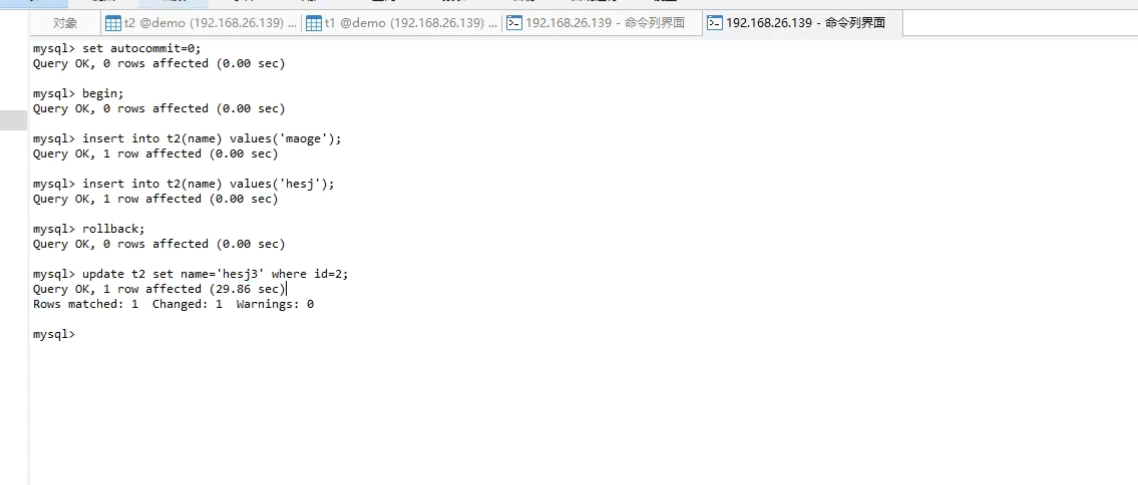 对象
t2 @demo (192.168.26.139) ...
t1 @demo (192.168.26.139) ...
192.168.26.139 - 命令列界面
192.168.26.139 - 命令列界面
mysql> set autocommit=0;
Query OK, 0 rows affected (0.00 sec)
mysql> begin;
Query OK, 0 rows affected (0.00 sec)
mysql> insert into t2(name) values('maoge');
Query OK, 1 row affected (0.00 sec)
mysql> insert into t2(name) values('hesj');
Query OK, 1 row affected (0.00 sec)
mysql> rollback;
Query OK, 0 rows affected (0.00 sec)
mysql> update t2 set name='hesj3' where id=2;
Query OK, 1 row affected (29.86 sec)
Rows matched: 1  Changed: 1  Warnings: 0
mysql>